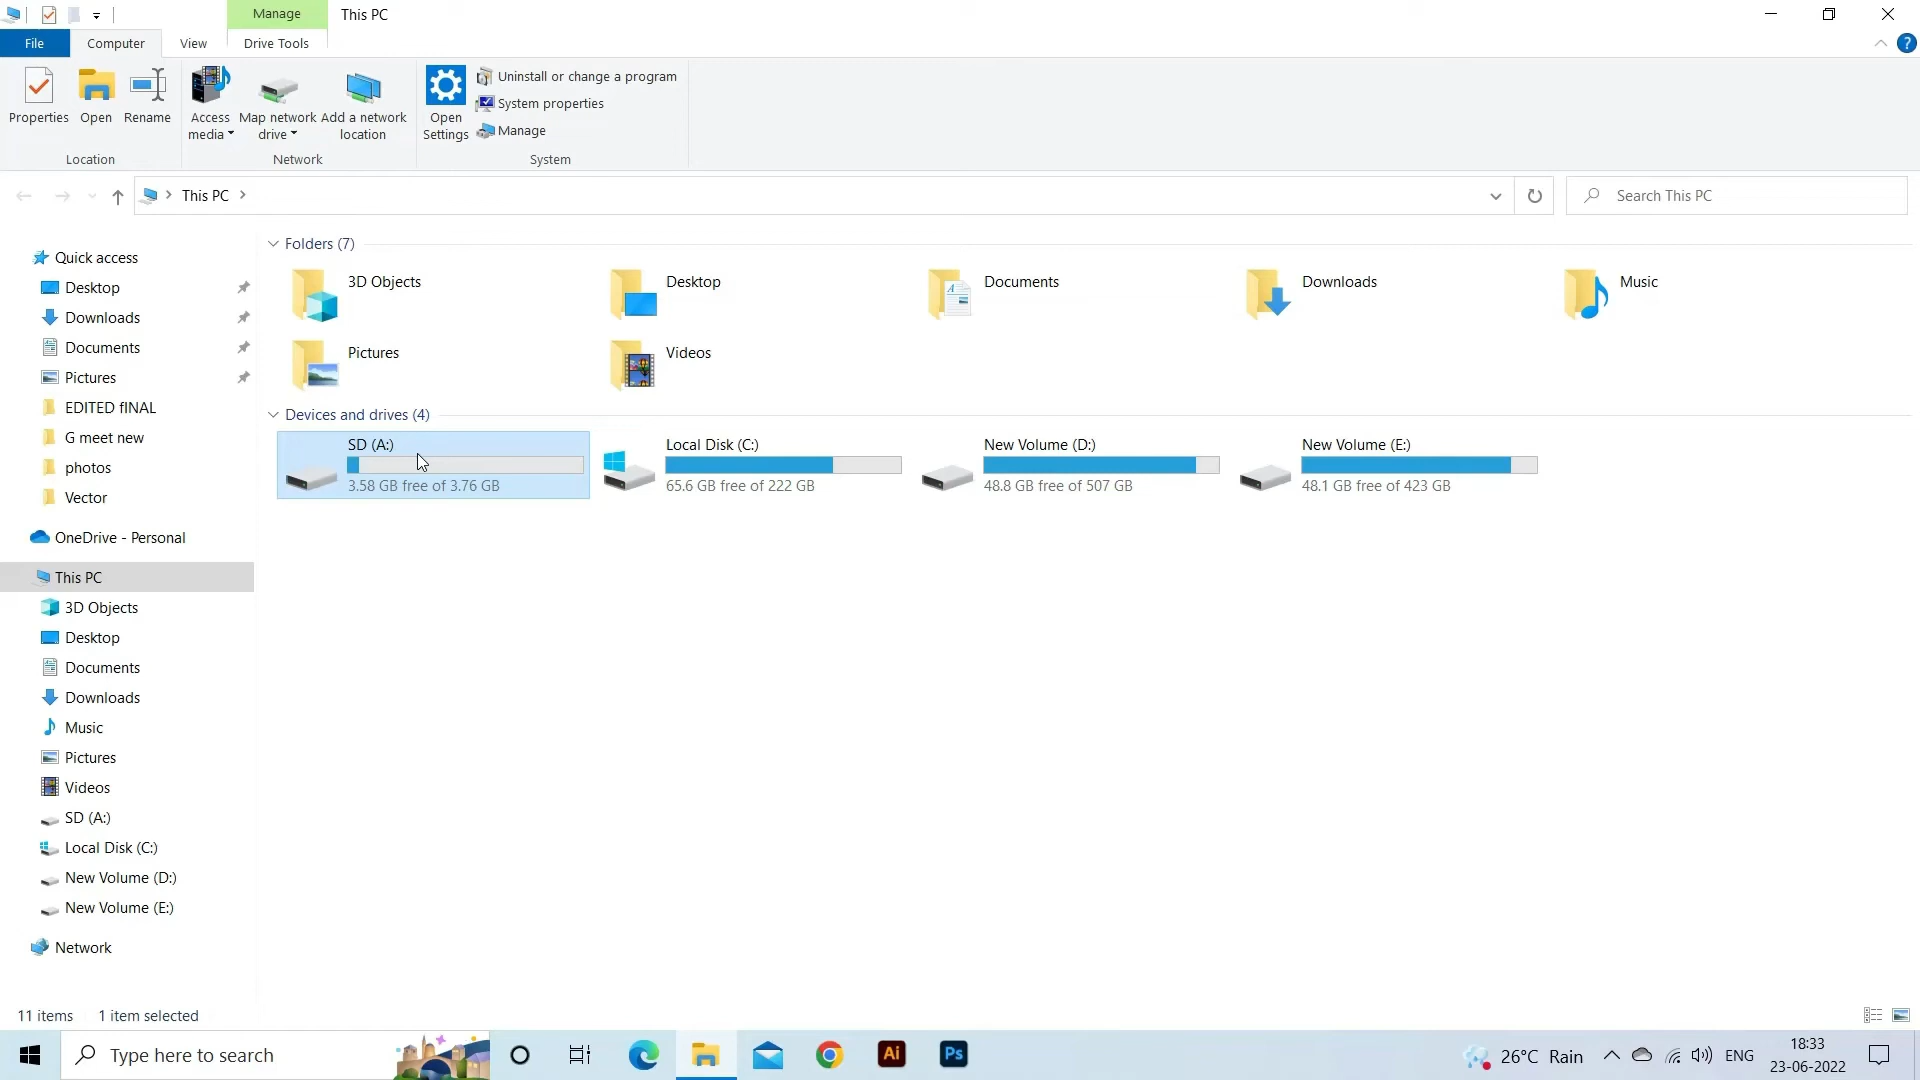 Manage
This PC
File
Computer
View
Drive Tools
Properties
Open
Rename
Access media
Map network drive
Add a network location
Open Settings
Uninstall or change a program
System properties
Manage
Location
Network
System
This PC
Search This PC
Quick access
Desktop
Downloads
Documents
Pictures
EDITED fINAL
G meet new
photos
Vector
OneDrive - Personal
This PC
3D Objects
Desktop
Documents
Downloads
Music
Pictures
Videos
SD (A:)
Local Disk (C:)
New Volume (D:)
New Volume (E:)
Network
Folders (7)
3D Objects
Desktop
Documents
Downloads
Music
Pictures
Videos
Devices and drives (4)
SD (A:)
3.58 GB free of 3.76 GB
Local Disk (C:)
65.6 GB free of 222 GB
New Volume (D:)
48.8 GB free of 507 GB
New Volume (E:)
48.1 GB free of 423 GB
11 items
1 item selected
Type here to search
Ai
Ps
26°C Rain
ENG
18:33
23-06-2022